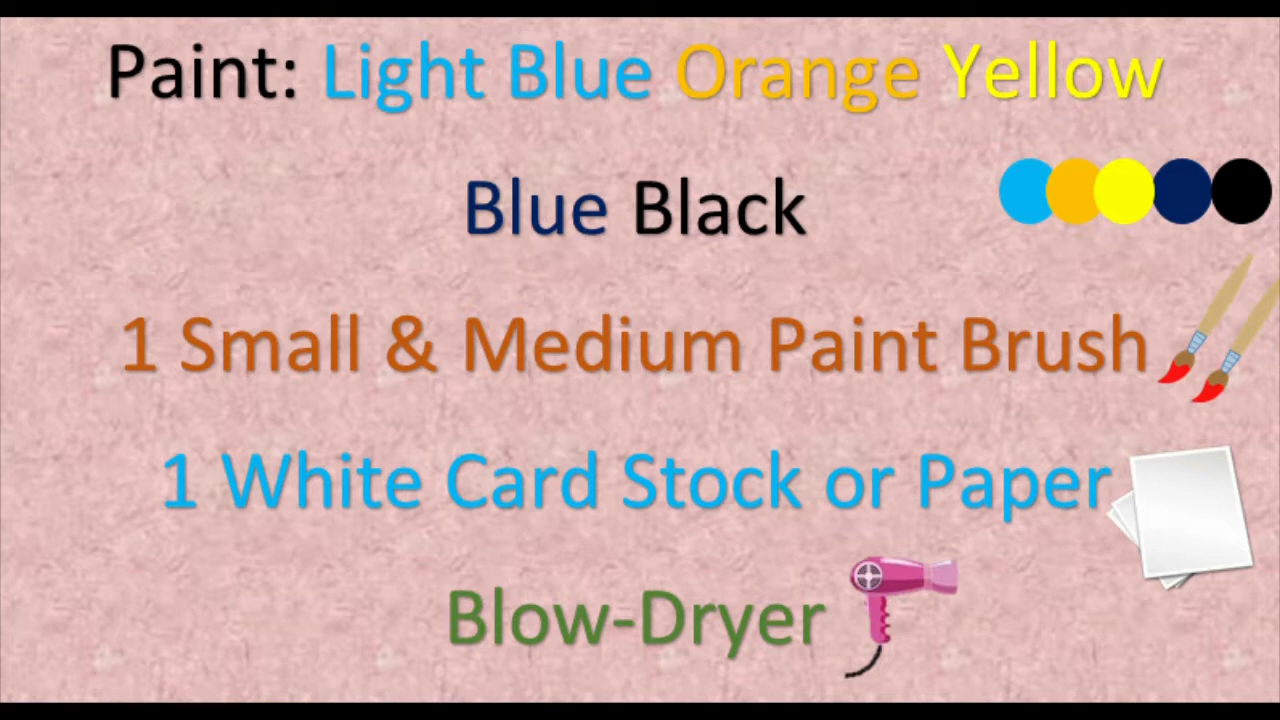 Paint: Light Blue Orange Yellow
Blue Black
1 Small & Medium Paint Brush
1 White Card Stock or Paper
Blow-Dryer